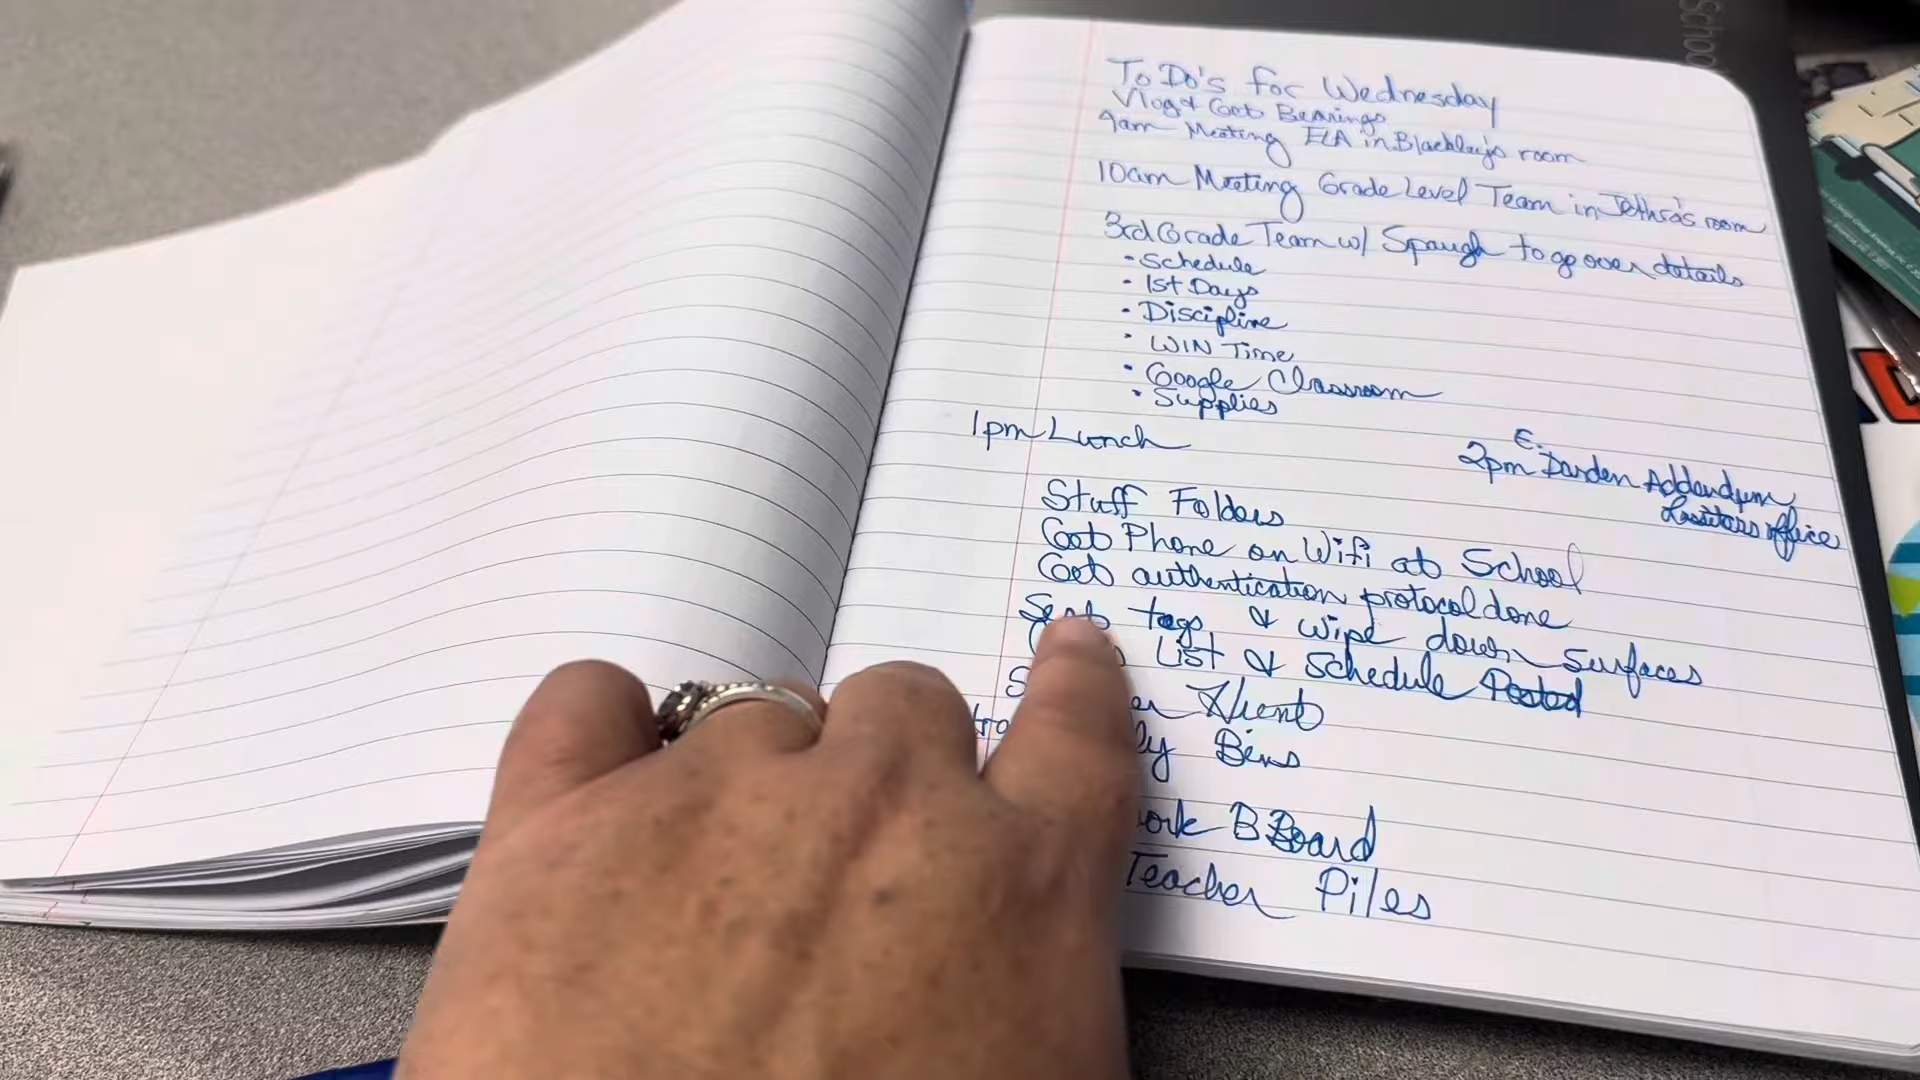 To Do's for Wednesday
Vlog & Get Bearings
9am Meeting ELA in Blackley's room
10am Meeting Grade Level Team in Jethra's room
3rd Grade Team w/ Spaugh to go over details
• Schedule
• 1st Days
• Discipline
• WIN Time
• Google Classroom
• Supplies
1pm Lunch
2pm E. Darden Addendum
office
Stuff Folders
Get Phone on Wifi at School
Get authentication protocol done
Seat tags & wipe down surfaces
List & Schedule Posted
Bins
Board
Teacher Piles
Schoo